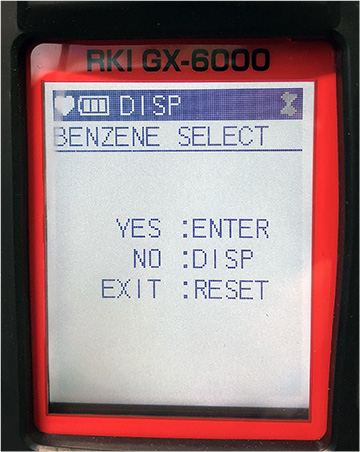 RKI GX-6000
DISP
BENZENE SELECT
YES :ENTER
NO :DISP
EXIT :RESET